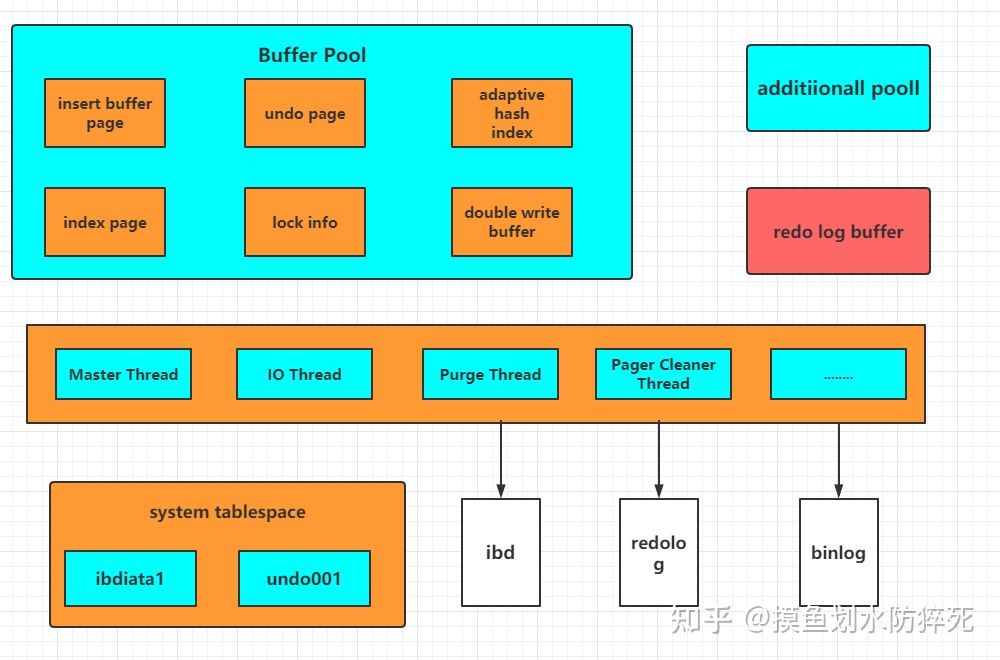 Buffer Pool
insert buffer
page
undo page
adaptive
hash
index
index page
lock info
double write
buffer
additiionall pooll
redo log buffer
Master Thread
IO Thread
Purge Thread
Pager Cleaner
Thread
........
system tablespace
ibdiata1
undo001
ibd
redolo
g
binlog
知乎 @摸鱼划水防猝死